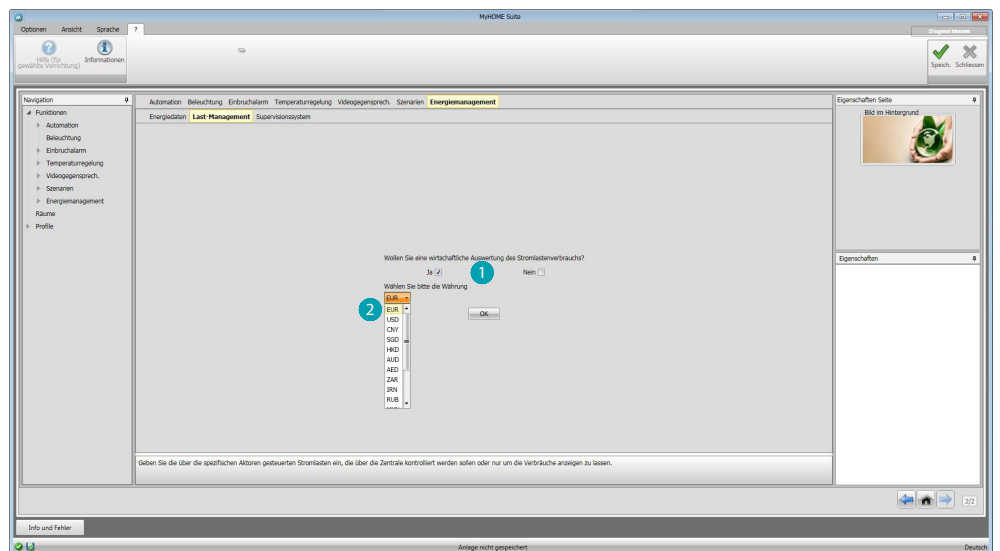 MyHOME Suite
Optionen Ansicht Sprache ?
Hilfe (für gewählte Vorrichtung)
Informationen
Speich. Schliessen
Navigation
Funktionen
Automation
Beleuchtung
Einbruchalarm
Temperaturregelung
Videogegensprech.
Szenarien
Energiemanagement
Räume
Profile
Automation Beleuchtung Einbruchalarm Temperaturregelung Videogegensprech. Szenarien Energiemanagement
Energiedaten Last-Management Supervisionssystem
Wollen Sie eine wirtschaftliche Auswertung des Stromlastenverbrauchs?
Ja 1 Nein
Wählen Sie bitte die Währung
EUR
2
EUR
USD
CNY
SGD
HKD
AUD
AED
ZAR
IRN
RUB
OK
Geben Sie die über die spezifischen Aktoren gesteuerten Stromlasten ein, die über die Zentrale kontrolliert werden sollen oder nur um die Verbräuche anzeigen zu lassen.
Eigenschaften Seite
Bild im Hintergrund
Eigenschaften
2/2
Info und Fehler
Anlage nicht gespeichert
Deutsch